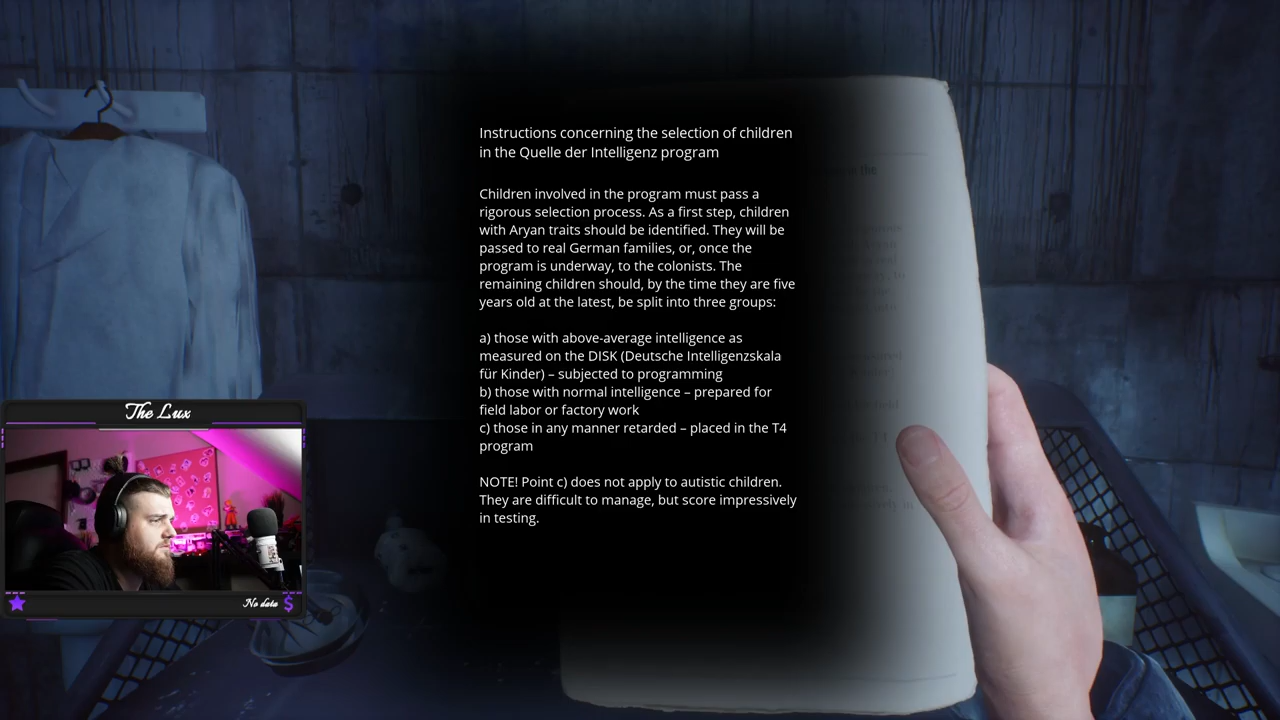 Instructions concerning the selection of children
in the Quelle der Intelligenz program
Children involved in the program must pass a
rigorous selection process. As a first step, children
with Aryan traits should be identified. They will be
passed to real German families, or, once the
program is underway, to the colonists. The
remaining children should, by the time they are five
years old at the latest, be split into three groups:
a) those with above-average intelligence as
measured on the DISK (Deutsche Intelligenzskala
für Kinder) – subjected to programming
b) those with normal intelligence – prepared for
field labor or factory work
c) those in any manner retarded – placed in the T4
program
NOTE! Point c) does not apply to autistic children.
They are difficult to manage, but score impressively
in testing.
The Lux
No data $